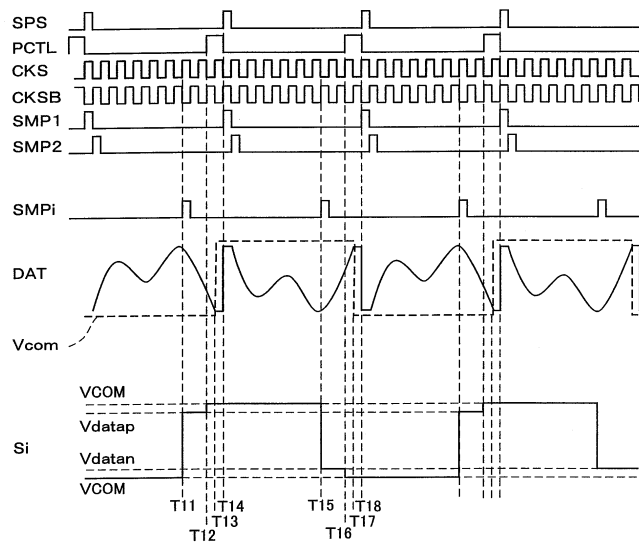 SPS
PCTL
CKS
CKSB
SMP1
SMP2
SMPi
DAT
Vcom
VCOM
Vdatap
Si
Vdatan
VCOM
T11 T14 T15 T18
T13 T17
T12 T16